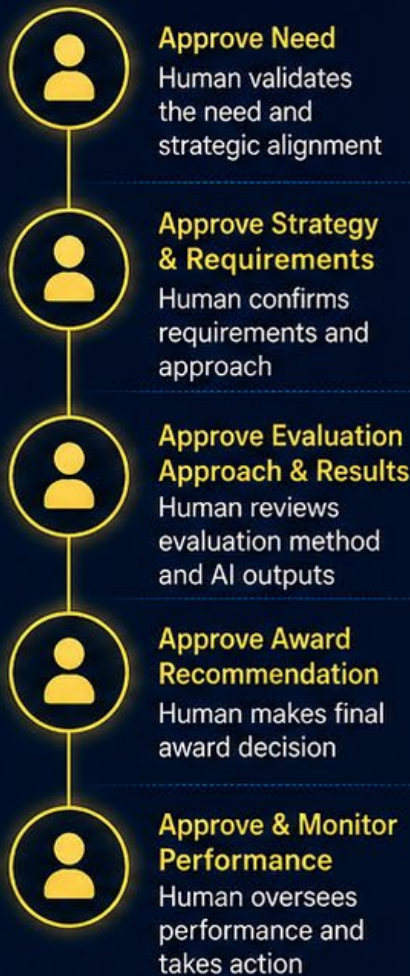 Approve Need
Human validates
the need and
strategic alignment
Approve Strategy
& Requirements
Human confirms
requirements and
approach
Approve Evaluation
Approach & Results
Human reviews
evaluation method
and AI outputs
Approve Award
Recommendation
Human makes final
award decision
Approve & Monitor
Performance
Human oversees
performance and
takes action